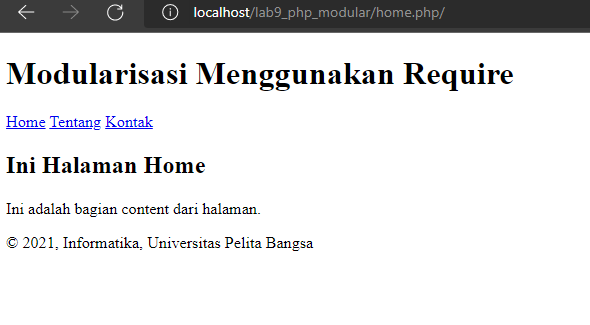 localhost/lab9_php_modular/home.php/
Modularisasi Menggunakan Require
Home Tentang Kontak
Ini Halaman Home
Ini adalah bagian content dari halaman.
© 2021, Informatika, Universitas Pelita Bangsa